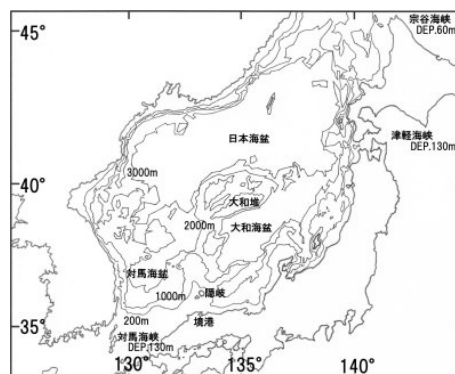 45°
宗谷海峡
DEP.60m
日本海盆
津軽海峡
DEP.130m
3000m
40°
大和堆
2000m
大和海盆
対馬海盆
1000m
隠岐
200m
境港
35°
対馬海峡
DEP.130m
130°
135°
140°